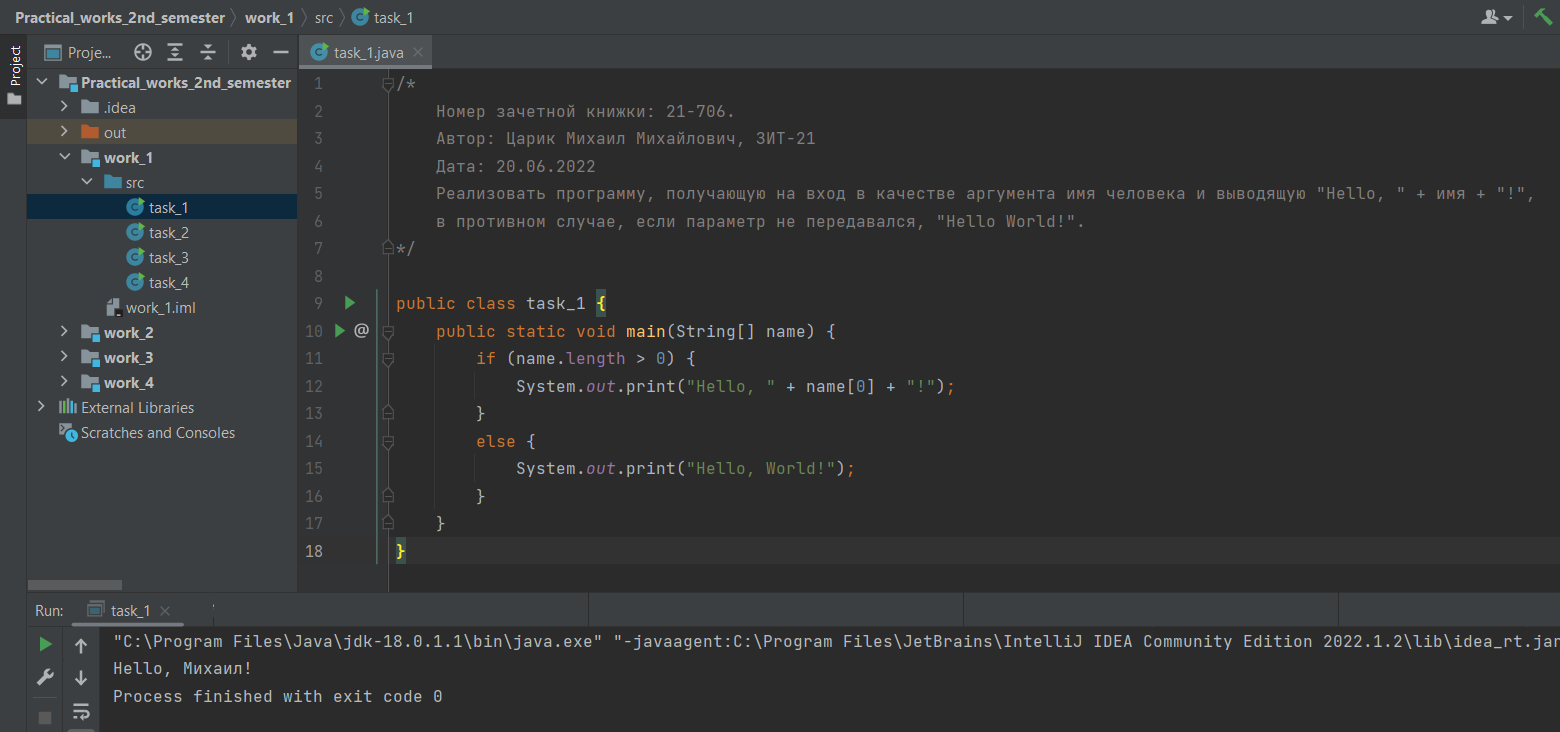 Practical_works_2nd_semester work_1 src task_1
Project
Proje...
Practical_works_2nd_semester
.idea
out
work_1
src
task_1
task_2
task_3
task_4
work_1.iml
work_2
work_3
work_4
External Libraries
Scratches and Consoles
task_1.java
1 /*
2 Номер зачетной книжки: 21-706.
3 Автор: Царик Михаил Михайлович, ЗИТ-21
4 Дата: 20.06.2022
5 Реализовать программу, получающую на вход в качестве аргумента имя человека и выводящую "Hello, " + имя + "!",
6 в противном случае, если параметр не передавался, "Hello World!".
7 */
8
9 public class task_1 {
10 @ public static void main(String[] name) {
11 if (name.length > 0) {
12 System.out.print("Hello, " + name[0] + "!");
13 }
14 else {
15 System.out.print("Hello, World!");
16 }
17 }
18 }
Run: task_1
"C:\Program Files\Java\jdk-18.0.1.1\bin\java.exe" "-javaagent:C:\Program Files\JetBrains\IntelliJ IDEA Community Edition 2022.1.2\lib\idea_rt.jar
Hello, Михаил!
Process finished with exit code 0